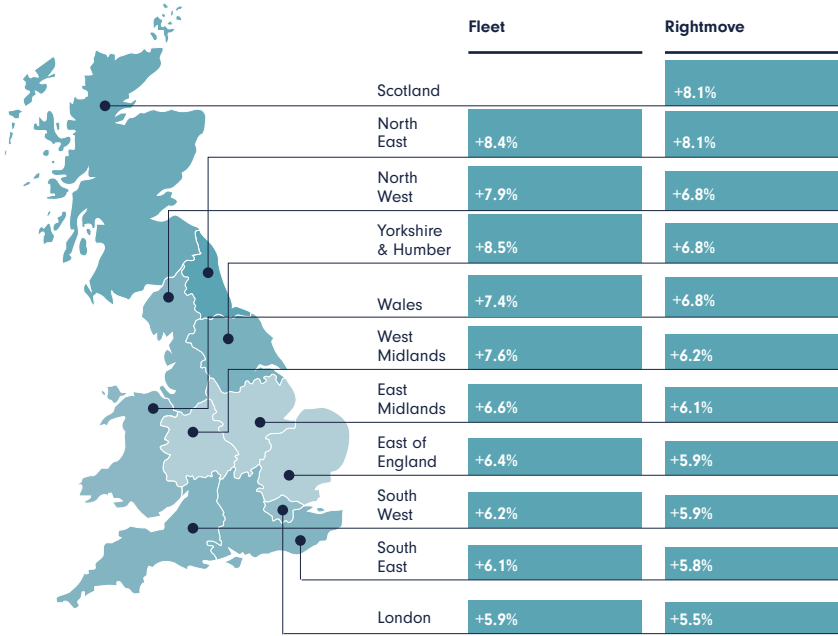 Fleet Rightmove
Scotland +8.1%
North
East +8.4% +8.1%
North
West +7.9% +6.8%
Yorkshire
& Humber +8.5% +6.8%
Wales +7.4% +6.8%
West
Midlands +7.6% +6.2%
East
Midlands +6.6% +6.1%
East of
England +6.4% +5.9%
South
West +6.2% +5.9%
South
East +6.1% +5.8%
London +5.9% +5.5%